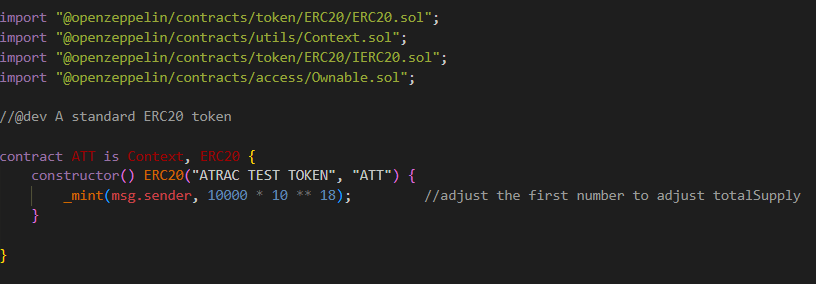 import "@openzeppelin/contracts/token/ERC20/ERC20.sol";
import "@openzeppelin/contracts/utils/Context.sol";
import "@openzeppelin/contracts/token/ERC20/IERC20.sol";
import "@openzeppelin/contracts/access/Ownable.sol";
//@dev A standard ERC20 token
contract ATT is Context, ERC20 {
constructor() ERC20("ATRAC TEST TOKEN", "ATT") {
_mint(msg.sender, 10000 * 10 ** 18); //adjust the first number to adjust totalSupply
}
}